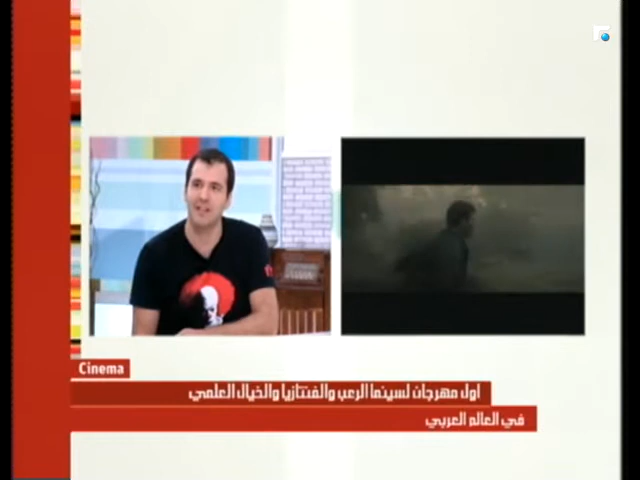 Cinema
اول مهرجان لسينما الرعب والفنتازيا والخيال العلمي
في العالم العربي